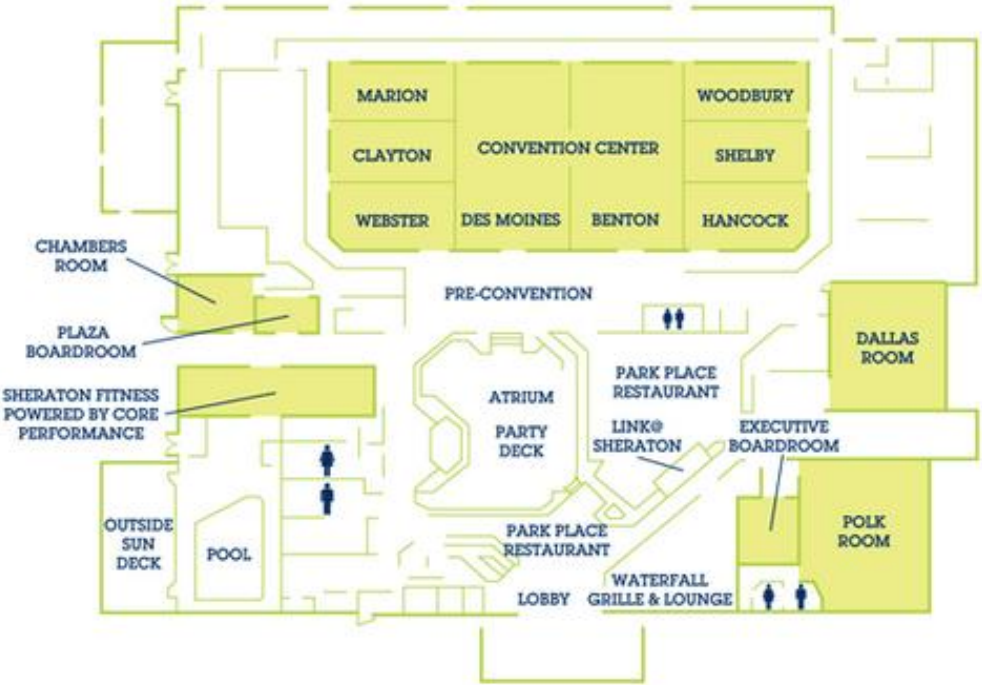 MARION
WOODBURY
CONVENTION CENTER
CLAYTON
SHELBY
WEBSTER
DES MOINES
BENTON
HANCOCK
CHAMBERS
ROOM
PRE-CONVENTION
PLAZA
BOARDROOM
DALLAS
ROOM
SHERATON FITNESS
POWERED BY CORE
PERFORMANCE
ATRIUM
PARTY
DECK
PARK PLACE
RESTAURANT
LINK@
SHERATON
EXECUTIVE
BOARDROOM
OUTSIDE
SUN
DECK
POOL
PARK PLACE
RESTAURANT
POLK
ROOM
LOBBY
WATERFALL
GRILLE & LOUNGE